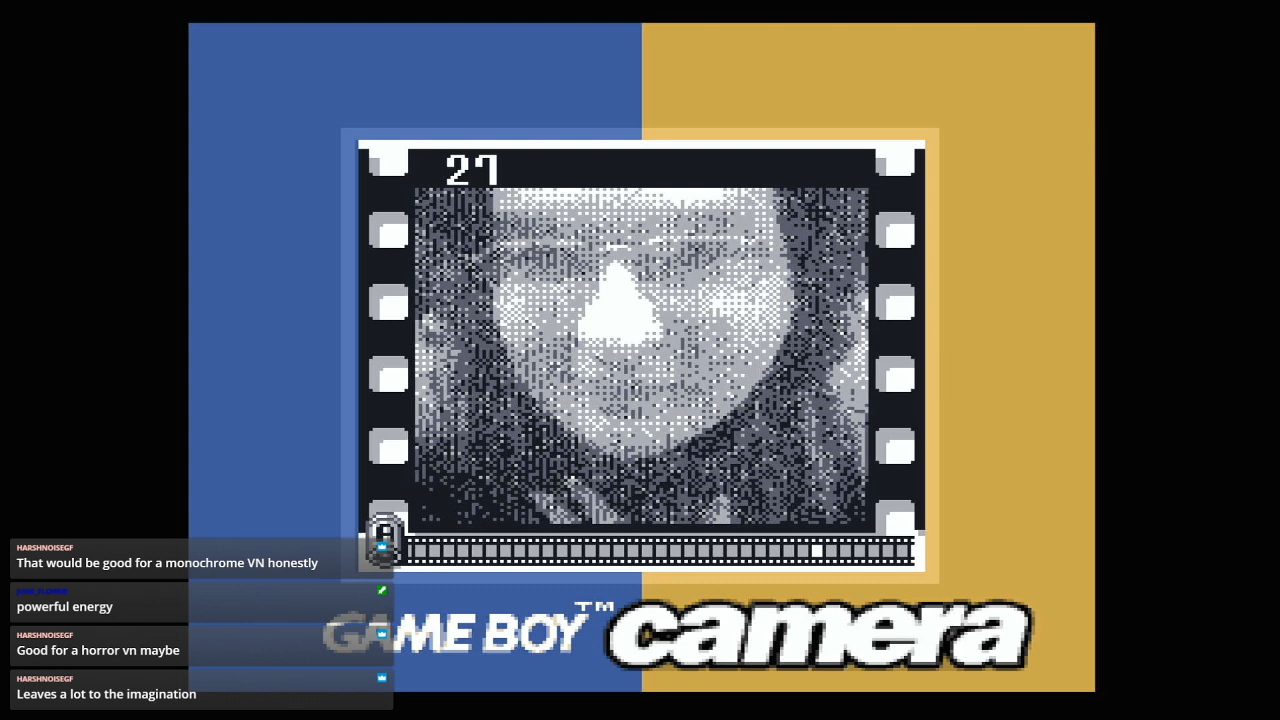 27
A
HARSHNOISEGF
That would be good for a monochrome VN honestly
powerful energy
HARSHNOISEGF
Good for a horror vn maybe
HARSHNOISEGF
Leaves a lot to the imagination
GAME BOY™ camera